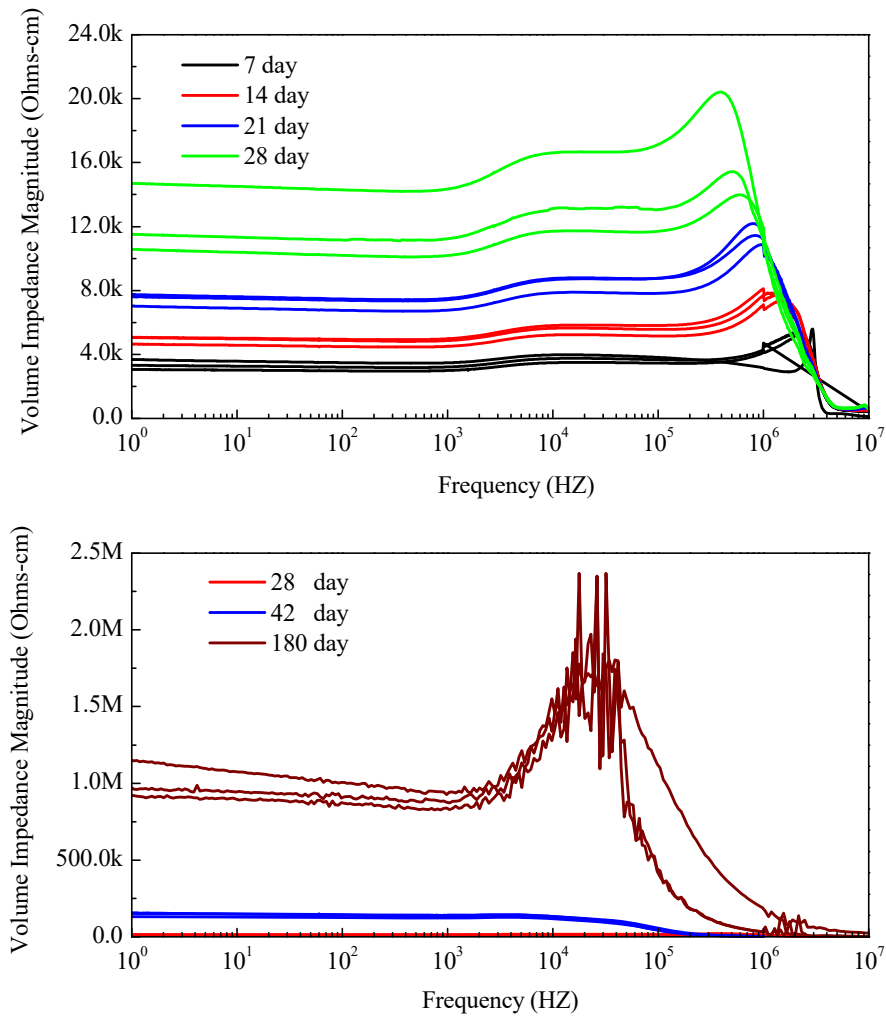 24.0k
20.0k
16.0k
12.0k
8.0k
4.0k
0.0
Volume Impedance Magnitude (Ohms-cm)
7 day
14 day
21 day
28 day
10^0 10^1 10^2 10^3 10^4 10^5 10^6 10^7
Frequency (HZ)
2.5M
2.0M
1.5M
1.0M
500.0k
0.0
Volume Impedance Magnitude (Ohms-cm)
28 day
42 day
180 day
10^0 10^1 10^2 10^3 10^4 10^5 10^6 10^7
Frequency (HZ)